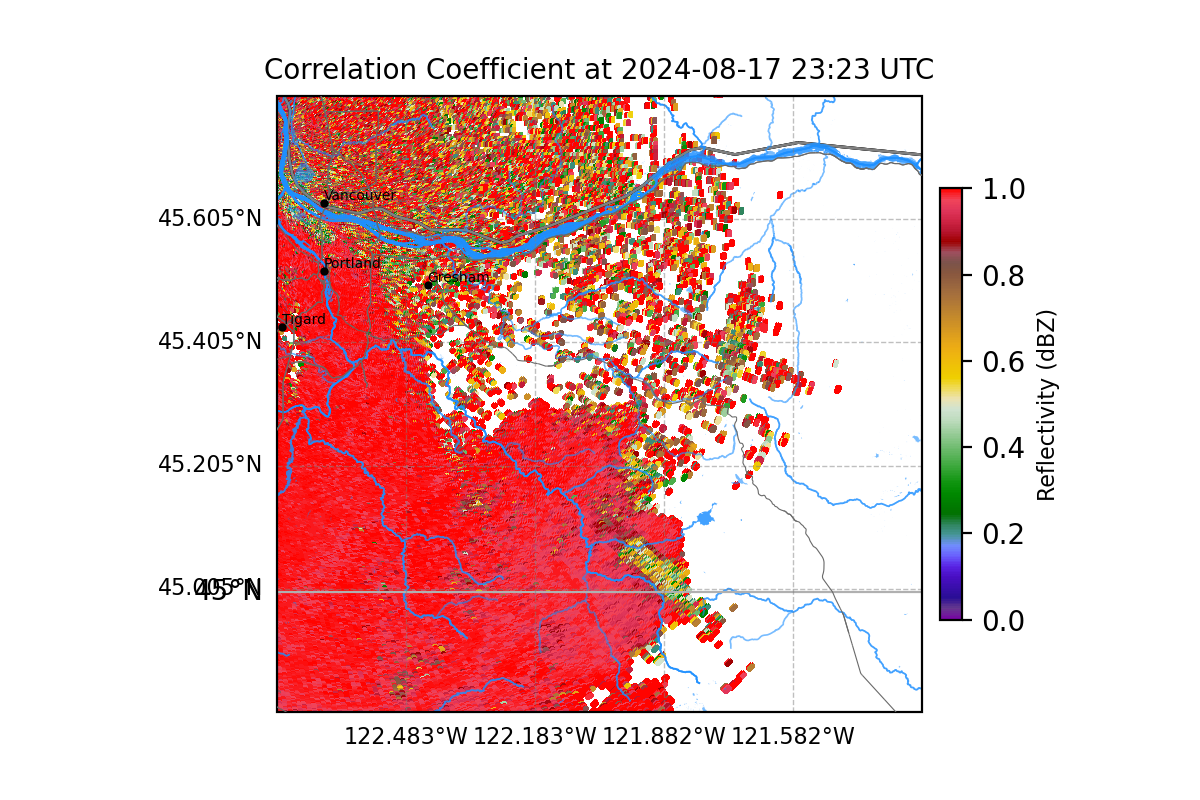 Correlation Coefficient at 2024-08-17 23:23 UTC
Vancouver
Portland
Gresham
Tigard
45.605°N
45.405°N
45.205°N
45.005°N
45°N
122.483°W 122.183°W 121.882°W 121.582°W
1.0
0.8
0.6
0.4
0.2
0.0
Reflectivity (dBZ)